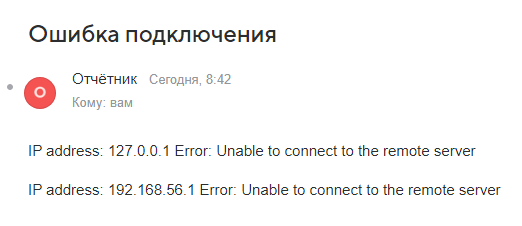 Ошибка подключения
О
Отчётник Сегодня, 8:42
Кому: вам
IP address: 127.0.0.1 Error: Unable to connect to the remote server
IP address: 192.168.56.1 Error: Unable to connect to the remote server